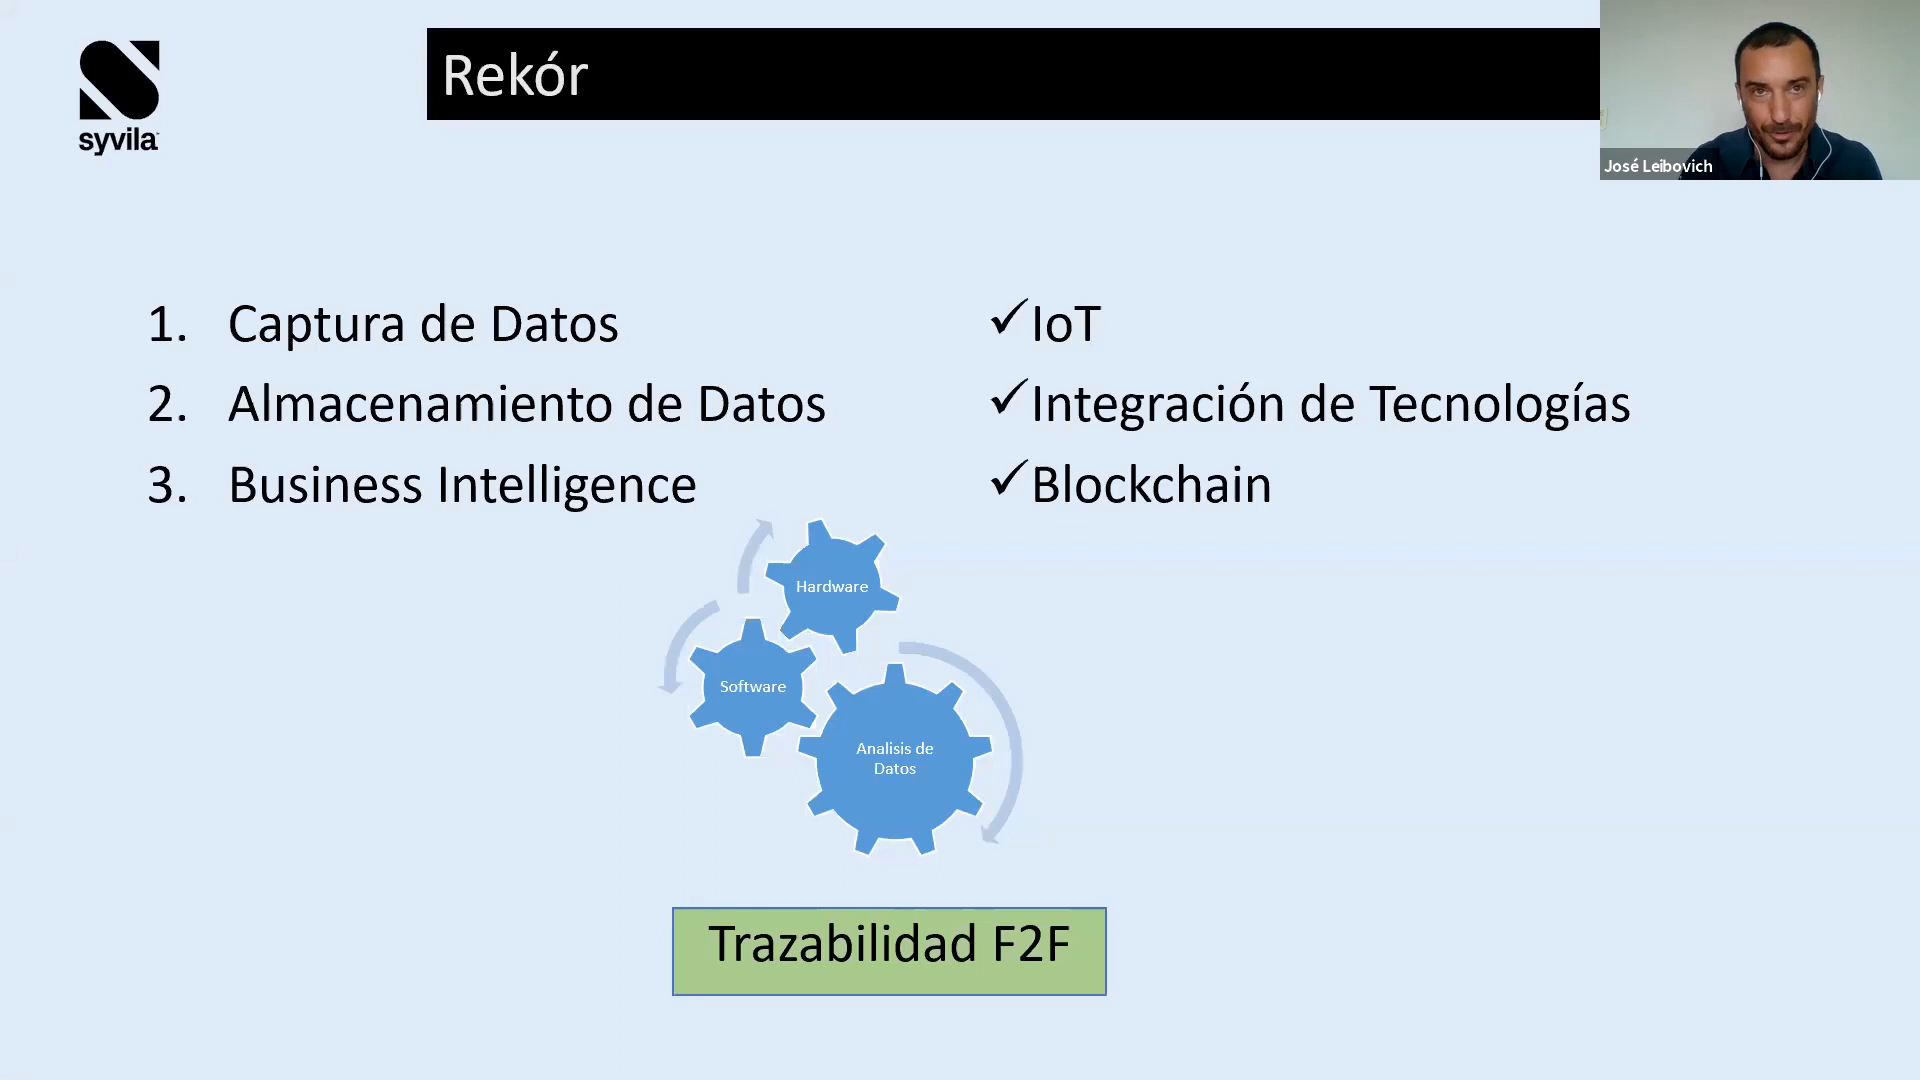 syvila
Rekór
José Leibovich
1. Captura de Datos
2. Almacenamiento de Datos
3. Business Intelligence
✓IoT
✓Integración de Tecnologías
✓Blockchain
Hardware
Software
Analisis de
Datos
Trazabilidad F2F